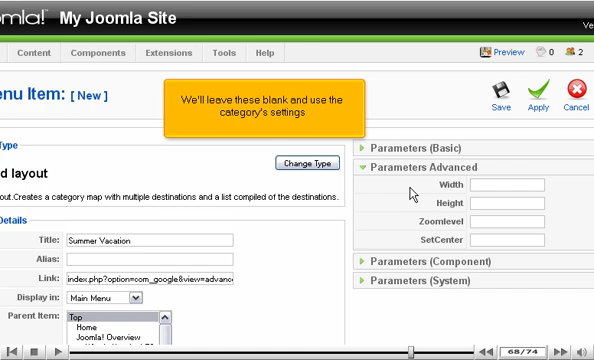 omla! My Joomla Site
Ve
Content Components Extensions Tools Help
Preview 0 2
nu Item: [ New ]
Save Apply Cancel
We'll leave these blank and use the
category's settings
Type
d layout
Change Type
out.Creates a category map with multiple destinations and a list compiled of the destinations.
Details
Title: Summer Vacation
Alias:
Link: index.php?option=com_google&view=advanc
Display in: Main Menu
Parent Item: Top
Home
Joomla! Overview
Parameters (Basic)
Parameters Advanced
Width
Height
Zoomlevel
SetCenter
Parameters (Component)
Parameters (System)
68/74